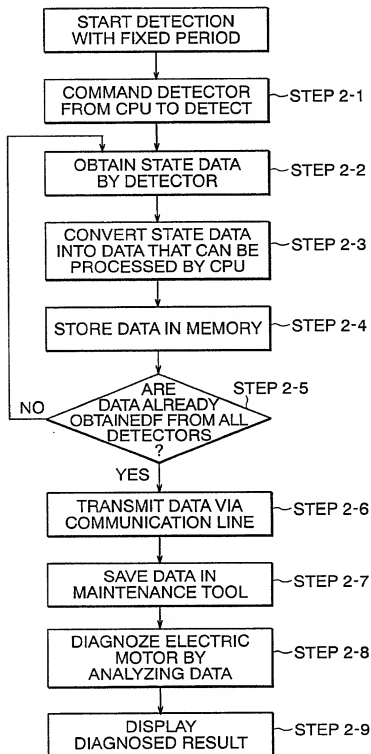 START DETECTION
WITH FIXED PERIOD
COMMAND DETECTOR
FROM CPU TO DETECT
STEP 2-1
OBTAIN STATE DATA
BY DETECTOR
STEP 2-2
CONVERT STATE DATA
INTO DATA THAT CAN BE
PROCESSED BY CPU
STEP 2-3
STORE DATA IN MEMORY
STEP 2-4
ARE
DATA ALREADY
OBTAINEDF FROM ALL
DETECTORS
?
STEP 2-5
NO
YES
TRANSMIT DATA VIA
COMMUNICATION LINE
STEP 2-6
SAVE DATA IN
MAINTENANCE TOOL
STEP 2-7
DIAGNOZE ELECTRIC
MOTOR BY
ANALYZING DATA
STEP 2-8
DISPLAY
DIAGNOSED RESULT
STEP 2-9